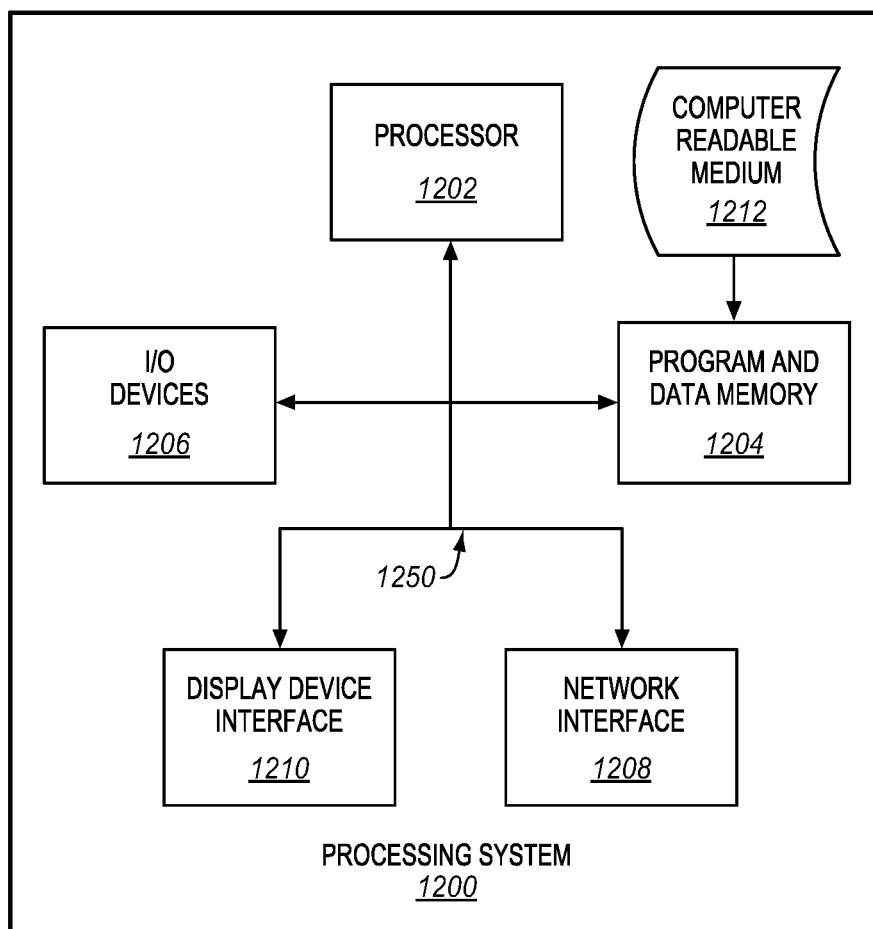 PROCESSOR
1202
COMPUTER
READABLE
MEDIUM
1212
I/O
DEVICES
1206
PROGRAM AND
DATA MEMORY
1204
1250
DISPLAY DEVICE
INTERFACE
1210
NETWORK
INTERFACE
1208
PROCESSING SYSTEM
1200